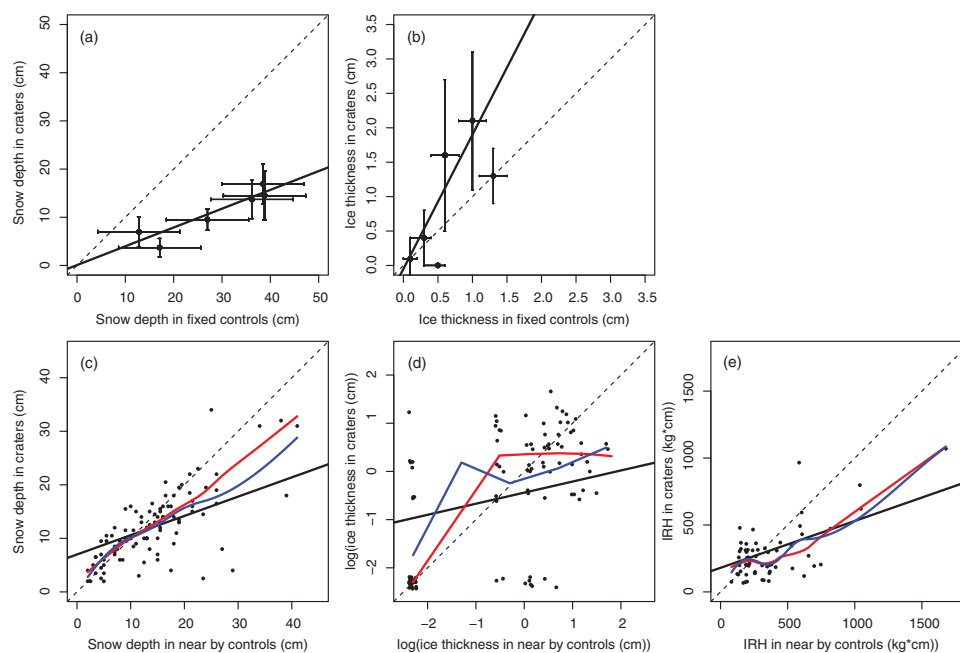 (a)
Snow depth in craters (cm)
50
40
30
20
10
0
0 10 20 30 40 50
Snow depth in fixed controls (cm)
(b)
Ice thickness in craters (cm)
3.5
3.0
2.5
2.0
1.5
1.0
0.5
0.0
0.0 0.5 1.0 1.5 2.0 2.5 3.0 3.5
Ice thickness in fixed controls (cm)
(c)
Snow depth in craters (cm)
40
30
20
10
0
0 10 20 30 40
Snow depth in near by controls (cm)
(d)
log(ice thickness in craters (cm))
2
1
0
−1
−2
−2 −1 0 1 2
log(ice thickness in near by controls (cm))
(e)
IRH in craters (kg*cm))
1500
1000
500
0
0 500 1000 1500
IRH in near by controls (kg*cm))